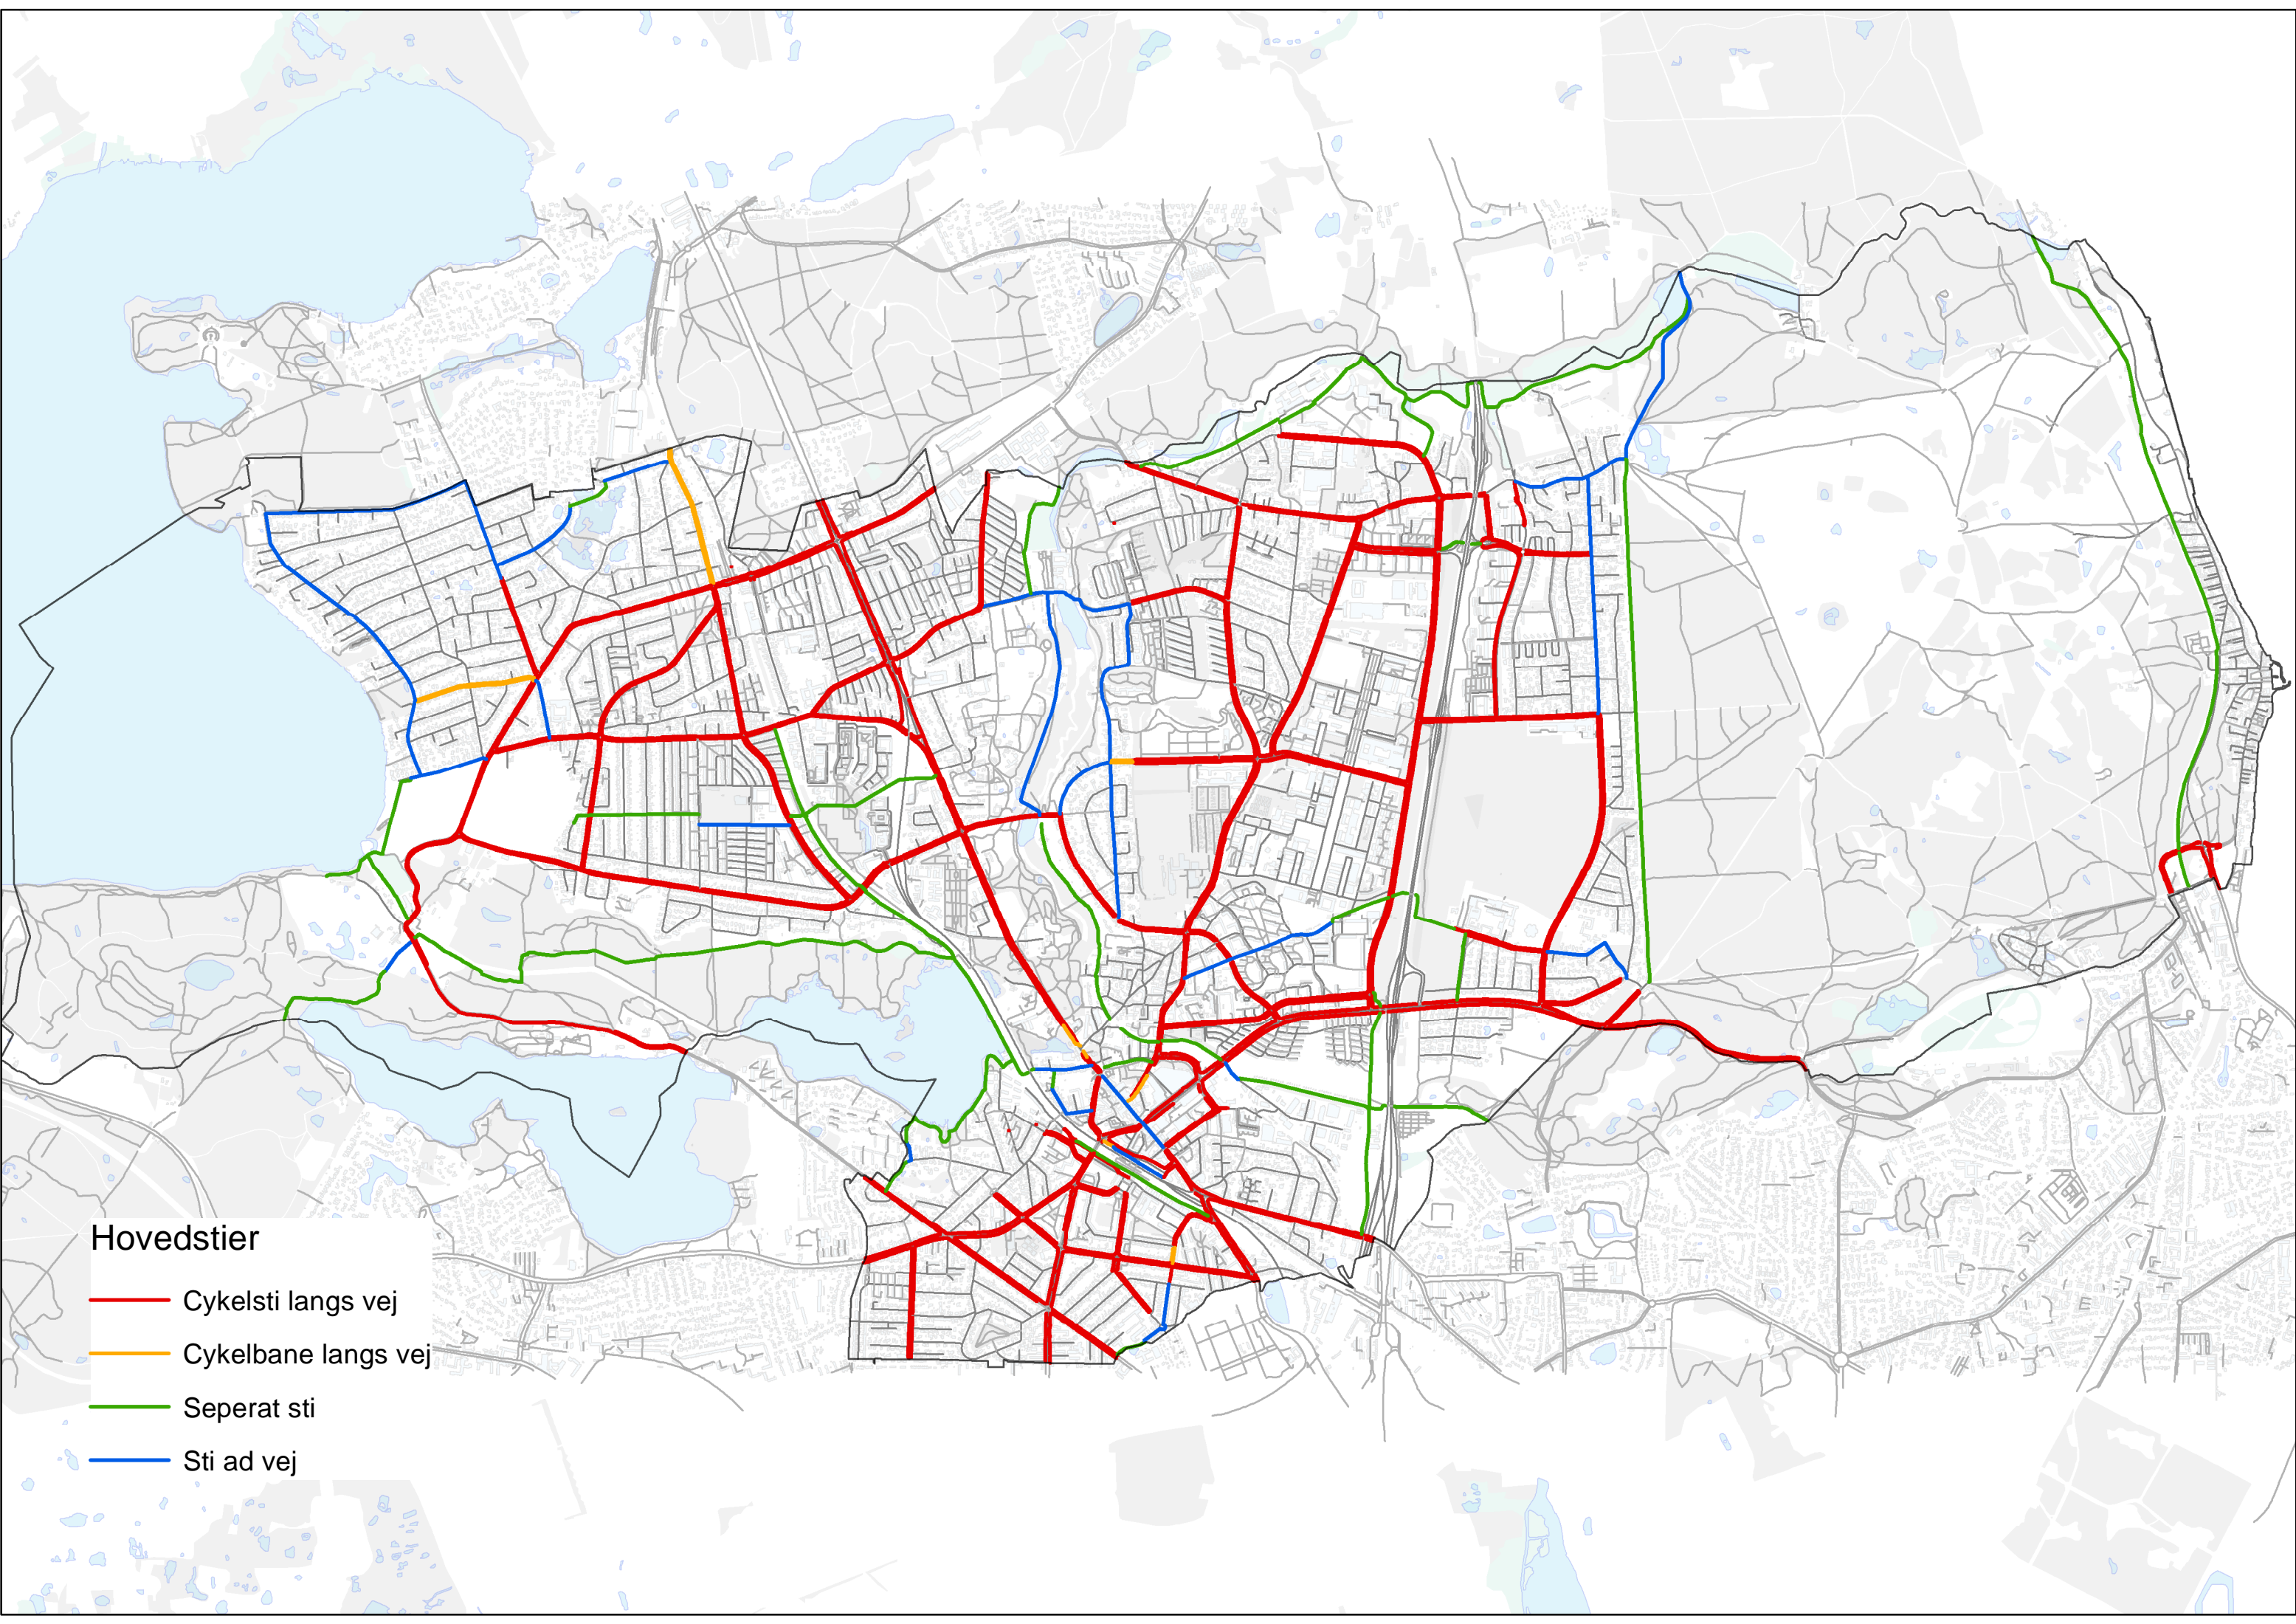 Hovedstier
Cykelsti langs vej
Cykelbane langs vej
Seperat sti
Sti ad vej